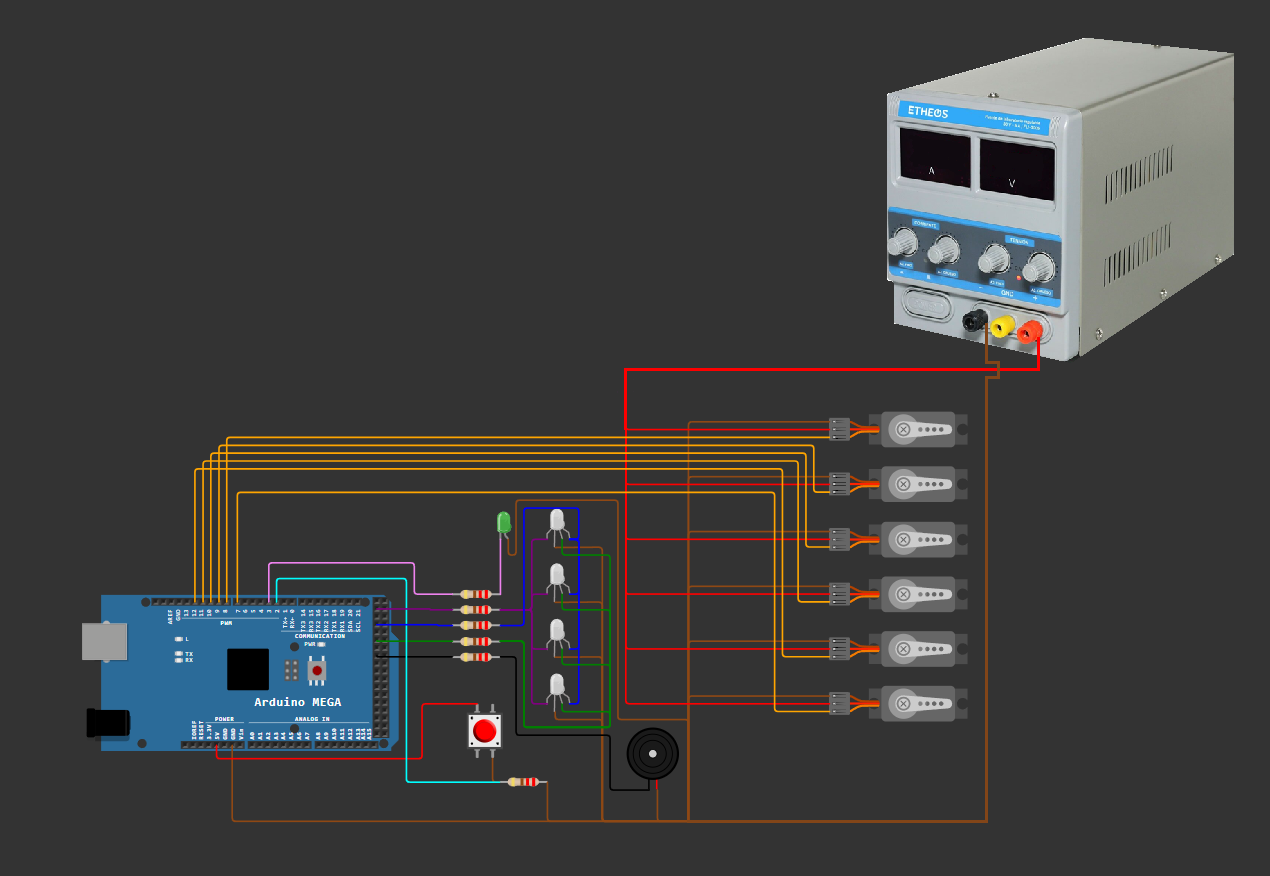 ETHEOS
A
V
CORRIENTE
TENSION
GND
AREF
GND
13
12
11
10
9
8
7
6
5
4
3
2
1
0
TX3 14
RX3 15
TX2 16
RX2 17
TX1 18
RX1 19
SDA 20
SCL 21
PWM
TX→
RX←
COMMUNICATION
L
PWR
TX
RX
Arduino MEGA
POWER
ANALOG IN
IOREF
RESET
3.3V
5V
GND
GND
Vin
A0
A1
A2
A3
A4
A5
A6
A7
A8
A9
A10
A11
A12
A13
A14
A15